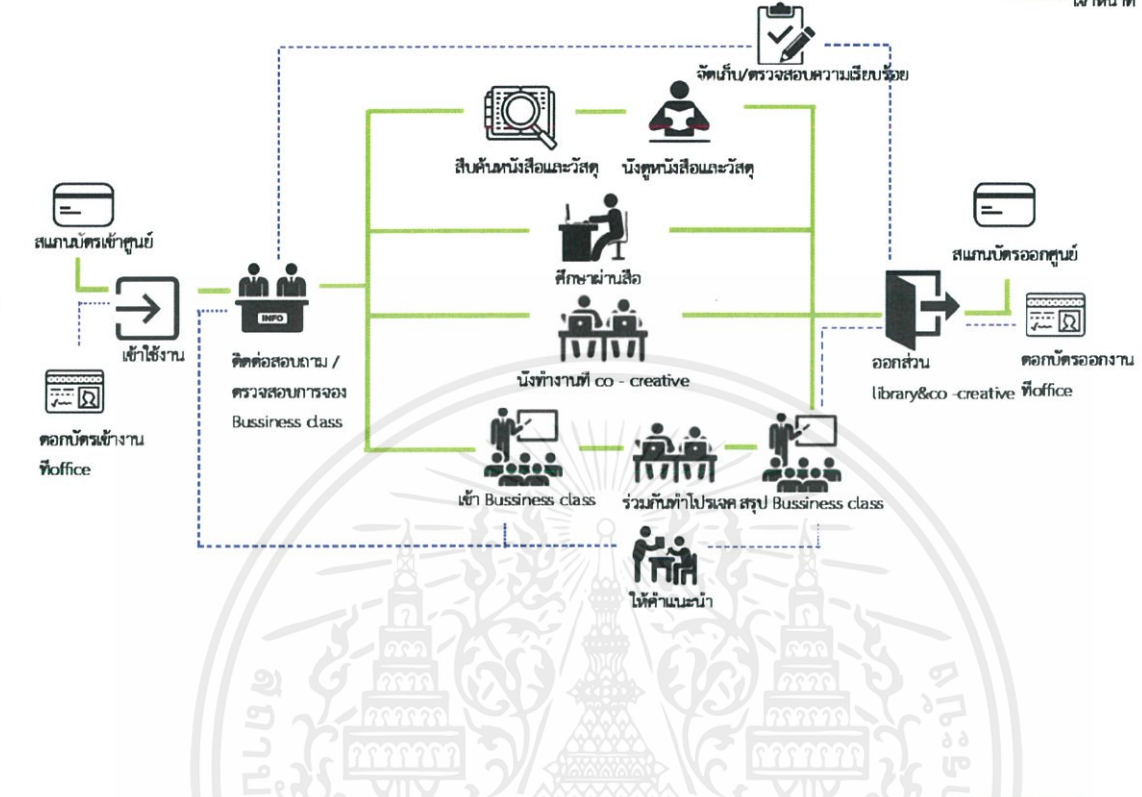 เจ้าหน้าที่
จัดเก็บ/ตรวจสอบความเรียบร้อย
สืบค้นหนังสือและวัสดุ
นั่งดูหนังสือและวัสดุ
สแกนบัตรเข้าศูนย์
สแกนบัตรออกศูนย์
ศึกษาผ่านสื่อ
INFO
เข้าใช้งาน
ติดต่อสอบถาม /
ตรวจสอบการจอง
Bussiness class
นั่งทำงานที่ co - creative
ออกส่วน
library&co -creative
ตอกบัตรออกงาน
ที่office
ตอกบัตรเข้างาน
ที่office
เข้า Bussiness class
ร่วมกันทำโปรเจค
สรุป Bussiness class
ให้คำแนะนำ